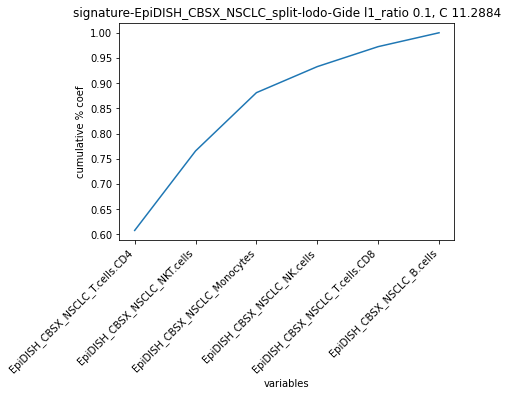 signature-EpiDISH_CBSX_NSCLC_split-lodo-Gide l1_ratio 0.1, C 11.2884
1.00
0.95
0.90
0.85
0.80
0.75
0.70
0.65
0.60
cumulative % coef
EpiDISH_CBSX_NSCLC_T.cells.CD4
EpiDISH_CBSX_NSCLC_NKT.cells
EpiDISH_CBSX_NSCLC_Monocytes
EpiDISH_CBSX_NSCLC_NK.cells
EpiDISH_CBSX_NSCLC_T.cells.CD8
EpiDISH_CBSX_NSCLC_B.cells
variables